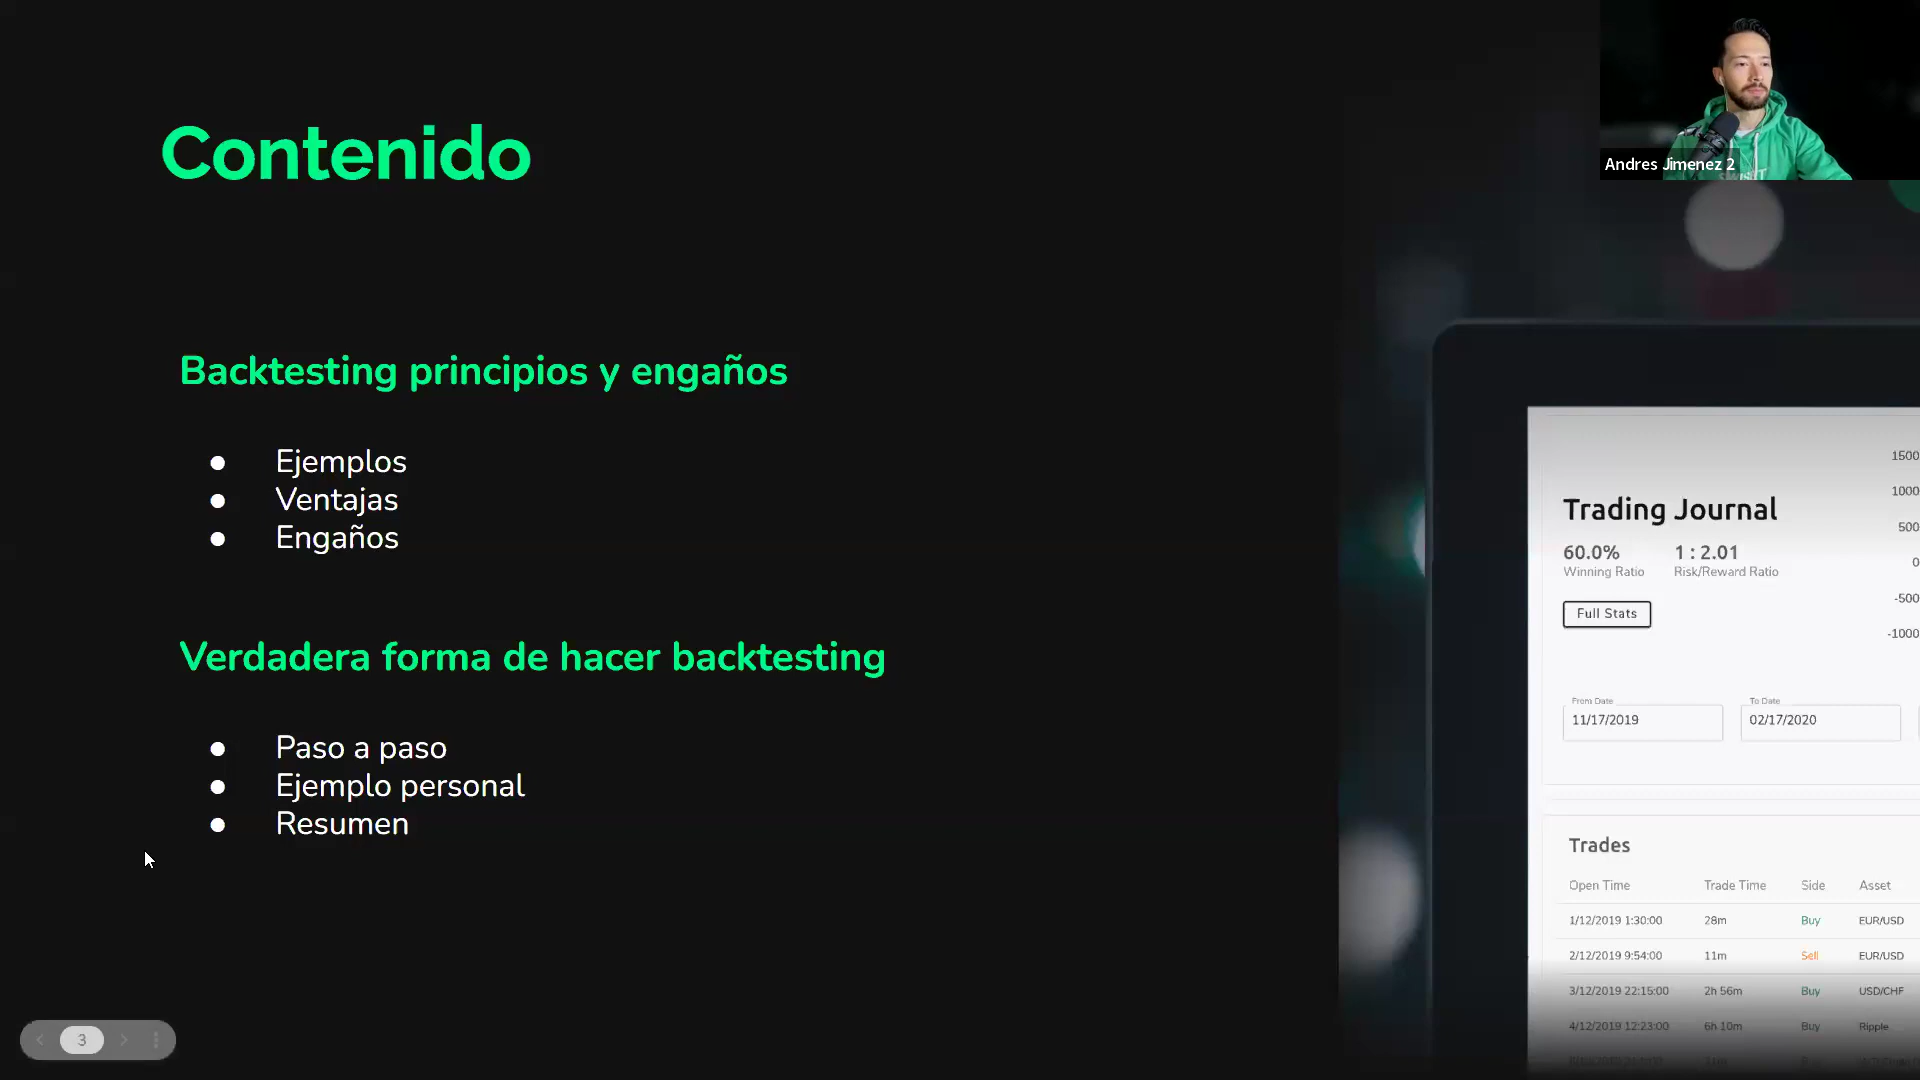 Contenido
Andres Jimenez 2
Backtesting principios y engaños
● Ejemplos
● Ventajas
● Engaños
Verdadera forma de hacer backtesting
● Paso a paso
● Ejemplo personal
● Resumen
1500
1000
500
0
-500
-1000
Trading Journal
60.0% 1 : 2.01
Winning Ratio Risk/Reward Ratio
Full Stats
From Date To Date
11/17/2019 02/17/2020
Trades
Open Time Trade Time Side Asset
1/12/2019 1:30:00 28m Buy EUR/USD
2/12/2019 9:54:00 11m Sell EUR/USD
3/12/2019 22:15:00 2h 56m Buy USD/CHF
4/12/2019 12:23:00 6h 10m Buy Ripple
3